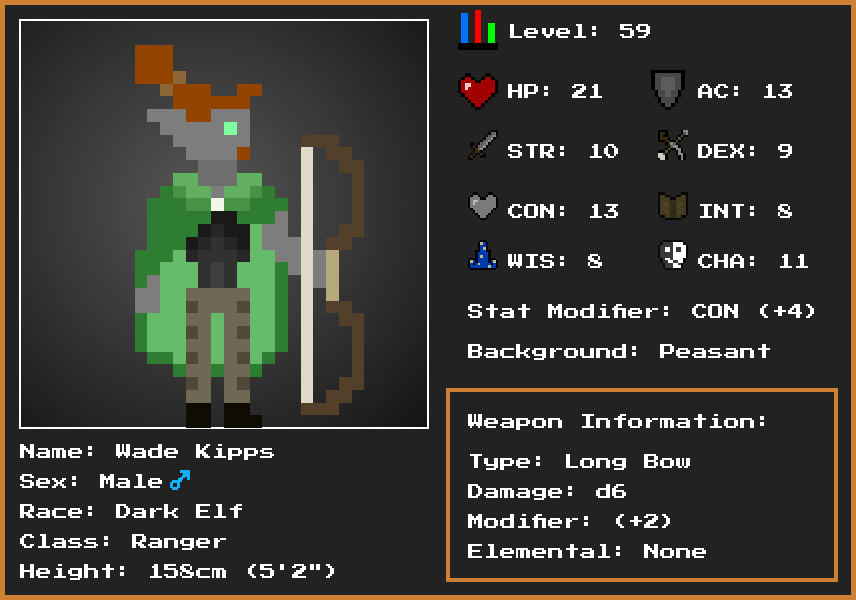 Level: 59
HP: 21 AC: 13
STR: 10 DEX: 9
CON: 13 INT: 8
WIS: 8 CHA: 11
Stat Modifier: CON (+4)
Background: Peasant
Weapon Information:
Type: Long Bow
Damage: d6
Modifier: (+2)
Elemental: None
Name: Wade Kipps
Sex: Male ♂
Race: Dark Elf
Class: Ranger
Height: 158cm (5'2")